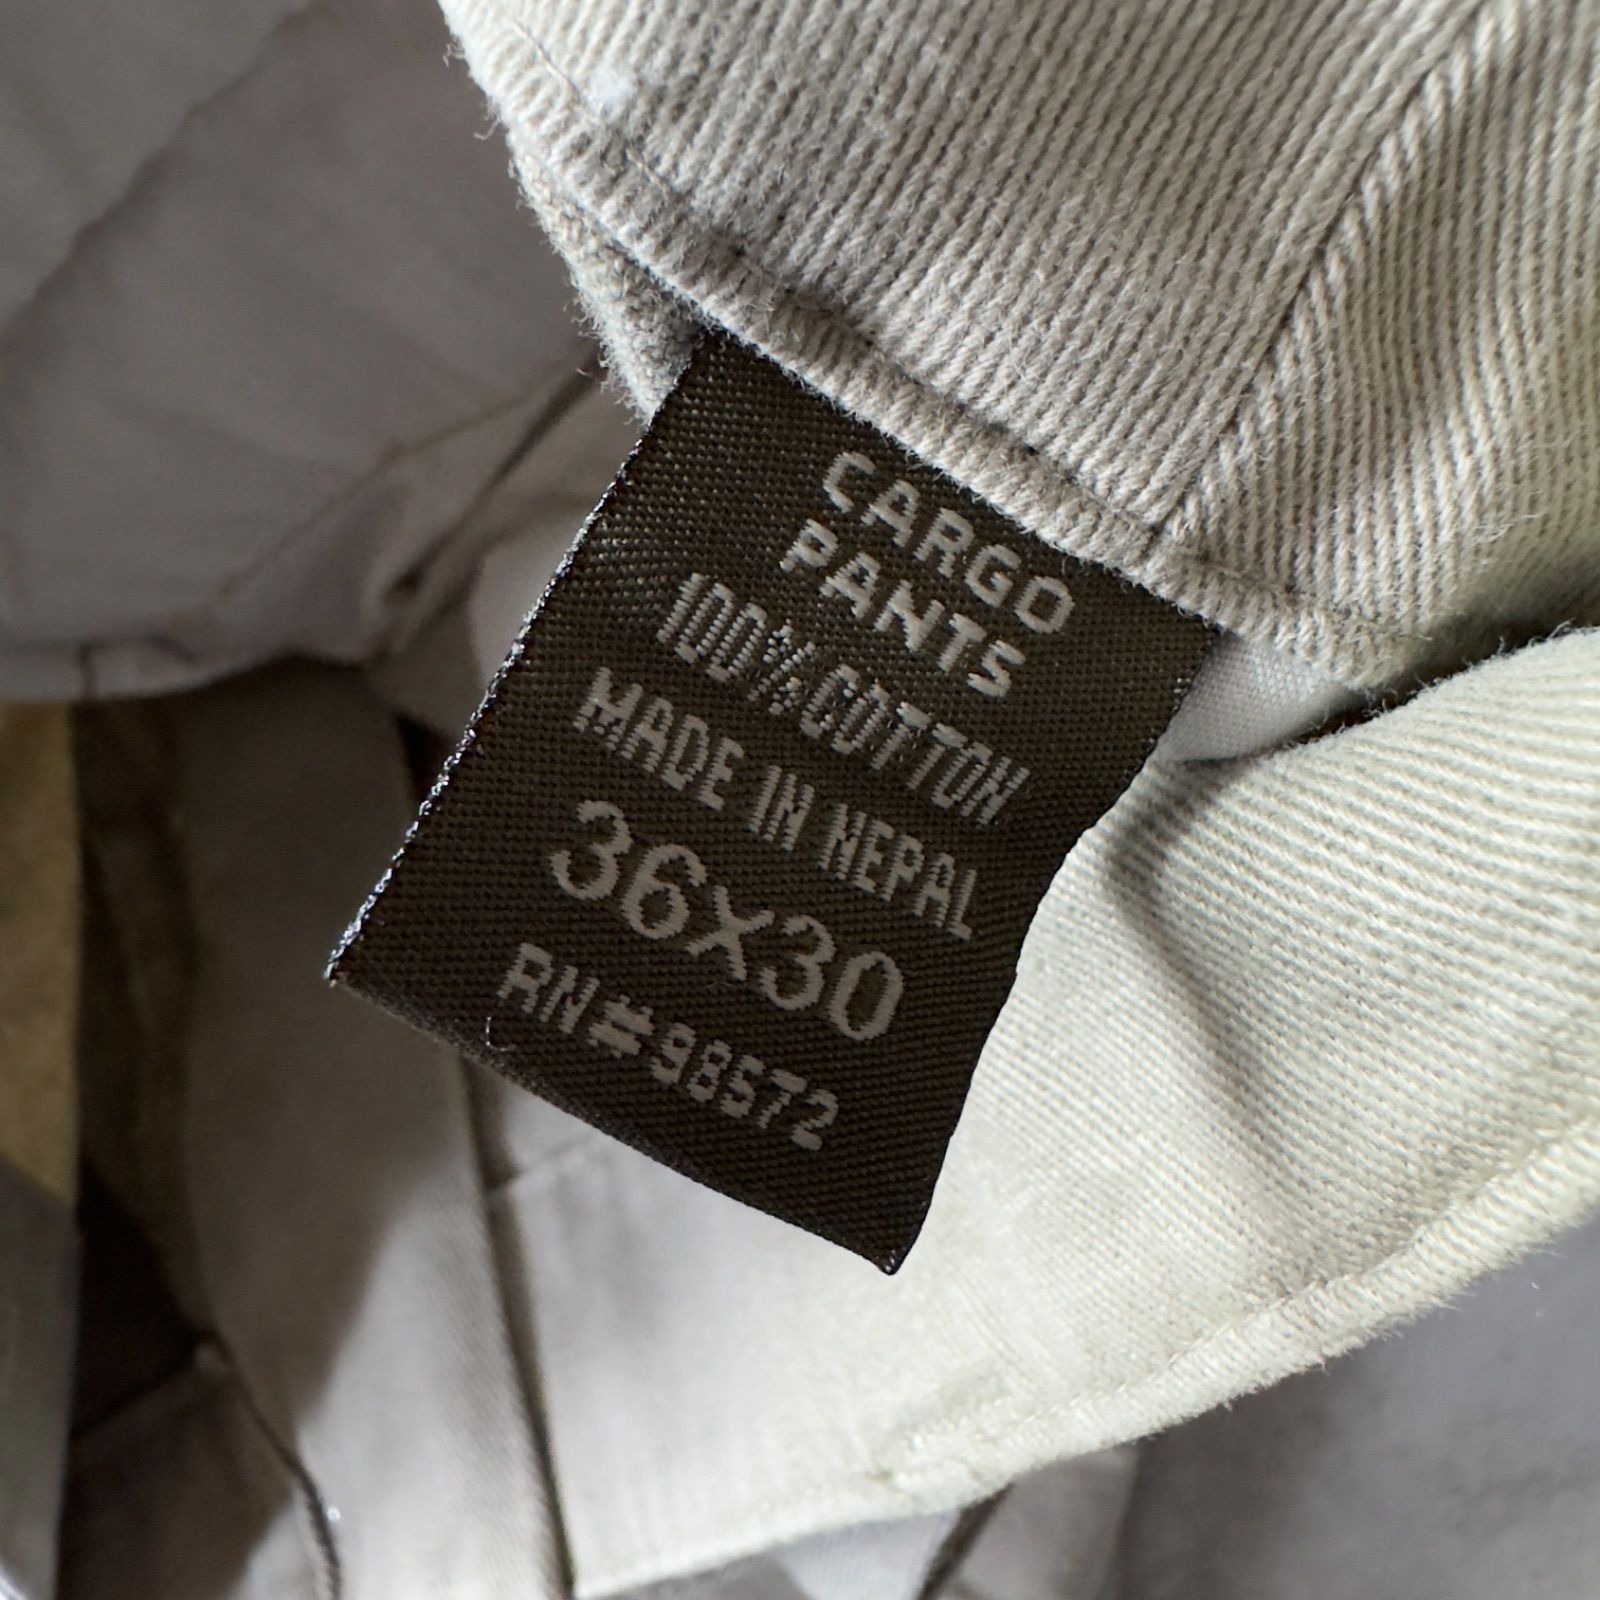 CARGO
PANTS
100% COTTON
MADE IN NEPAL
36X30
RN#98572